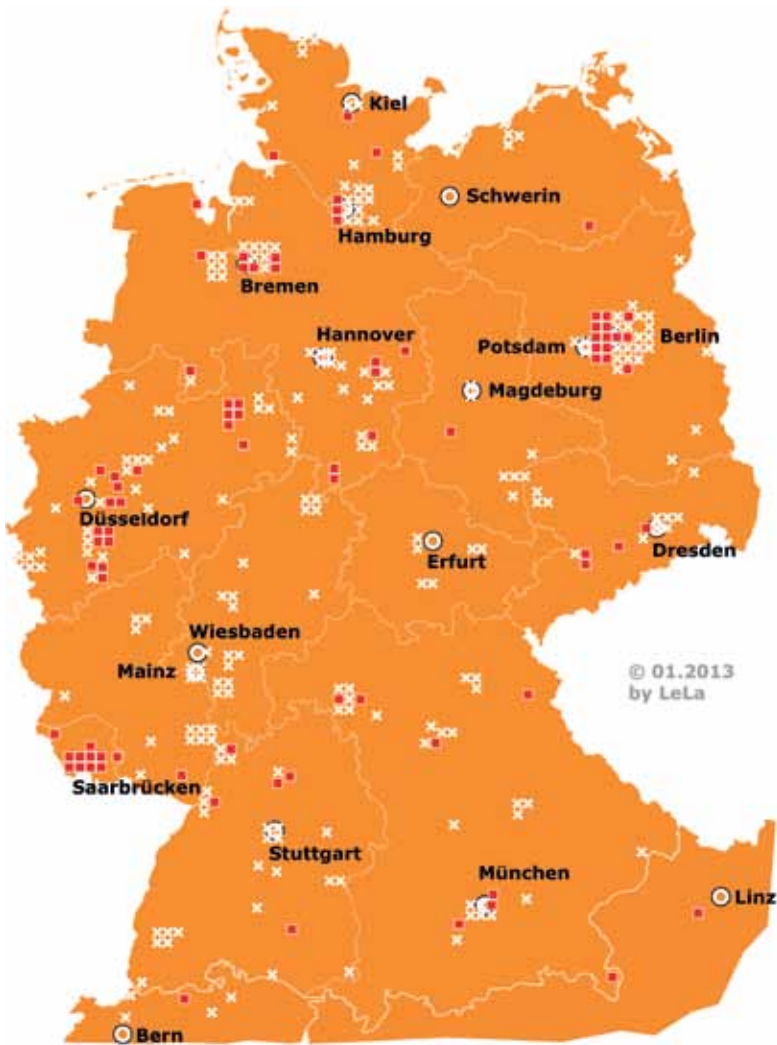 Kiel
Schwerin
Hamburg
Bremen
Hannover
Potsdam
Berlin
Magdeburg
Düsseldorf
Erfurt
Dresden
Wiesbaden
Mainz
© 01.2013
by LeLa
Saarbrücken
Stuttgart
München
Linz
Bern